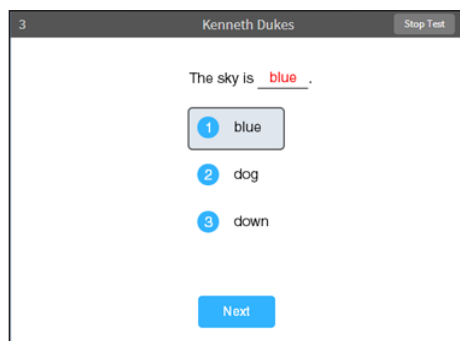 3 Kenneth Dukes Stop Test
The sky is blue.
1 blue
2 dog
3 down
Next